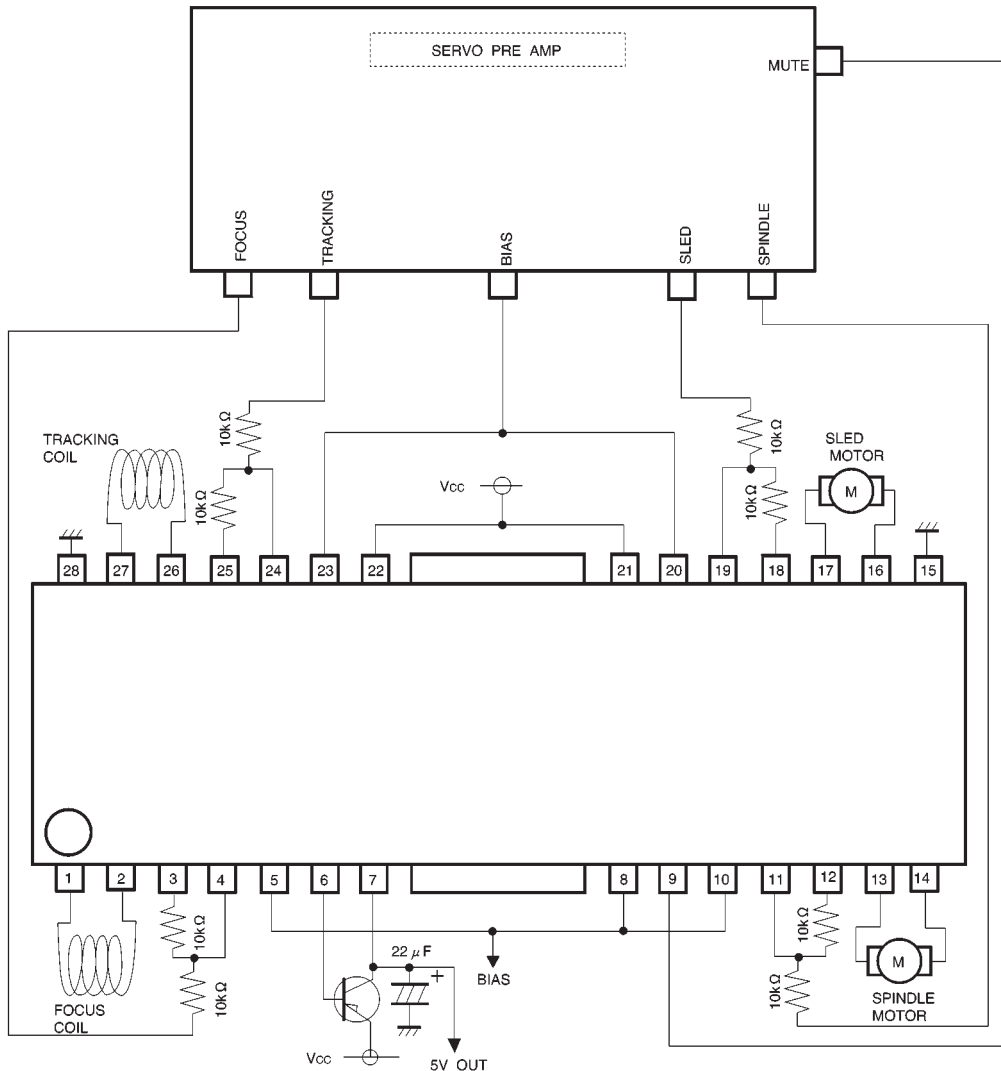 SERVO PRE AMP
MUTE
FOCUS
TRACKING
BIAS
SLED
SPINDLE
10kΩ
10kΩ
TRACKING
COIL
10kΩ
10kΩ
SLED
MOTOR
M
Vcc
28
27
26
25
24
23
22
21
20
19
18
17
16
15
1
2
3
4
5
6
7
8
9
10
11
12
13
14
10kΩ
10kΩ
FOCUS
COIL
22 μF
+
BIAS
10kΩ
10kΩ
M
SPINDLE
MOTOR
Vcc
5V OUT